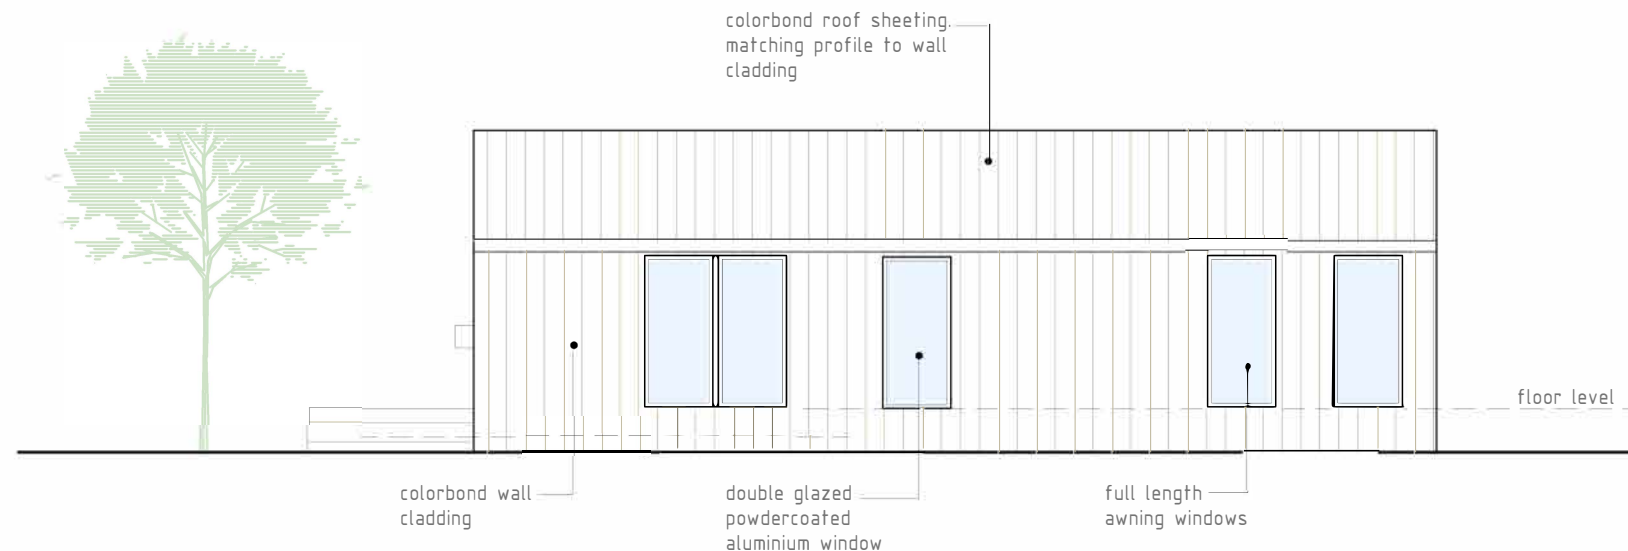 colorbond roof sheeting.
matching profile to wall
cladding
floor level
colorbond wall
cladding
double glazed
powdercoated
aluminium window
full length
awning windows